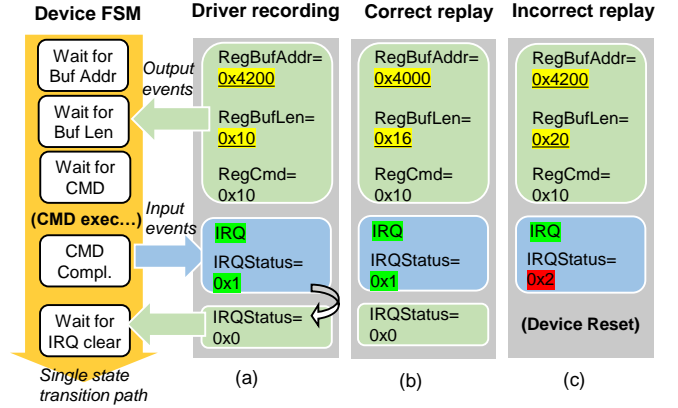 Device FSM
Wait for
Buf Addr
Wait for
Buf Len
Wait for
CMD
(CMD exec...)
CMD
Compl.
Wait for
IRQ clear
Single state
transition path
Output
events
Input
events
Driver recording
RegBufAddr=
0x4200
RegBufLen=
0x10
RegCmd=
0x10
IRQ
IRQStatus=
0x1
IRQStatus=
0x0
(a)
Correct replay
RegBufAddr=
0x4000
RegBufLen=
0x16
RegCmd=
0x10
IRQ
IRQStatus=
0x1
IRQStatus=
0x0
(b)
Incorrect replay
RegBufAddr=
0x4200
RegBufLen=
0x20
RegCmd=
0x10
IRQ
IRQStatus=
0x2
(Device Reset)
(c)